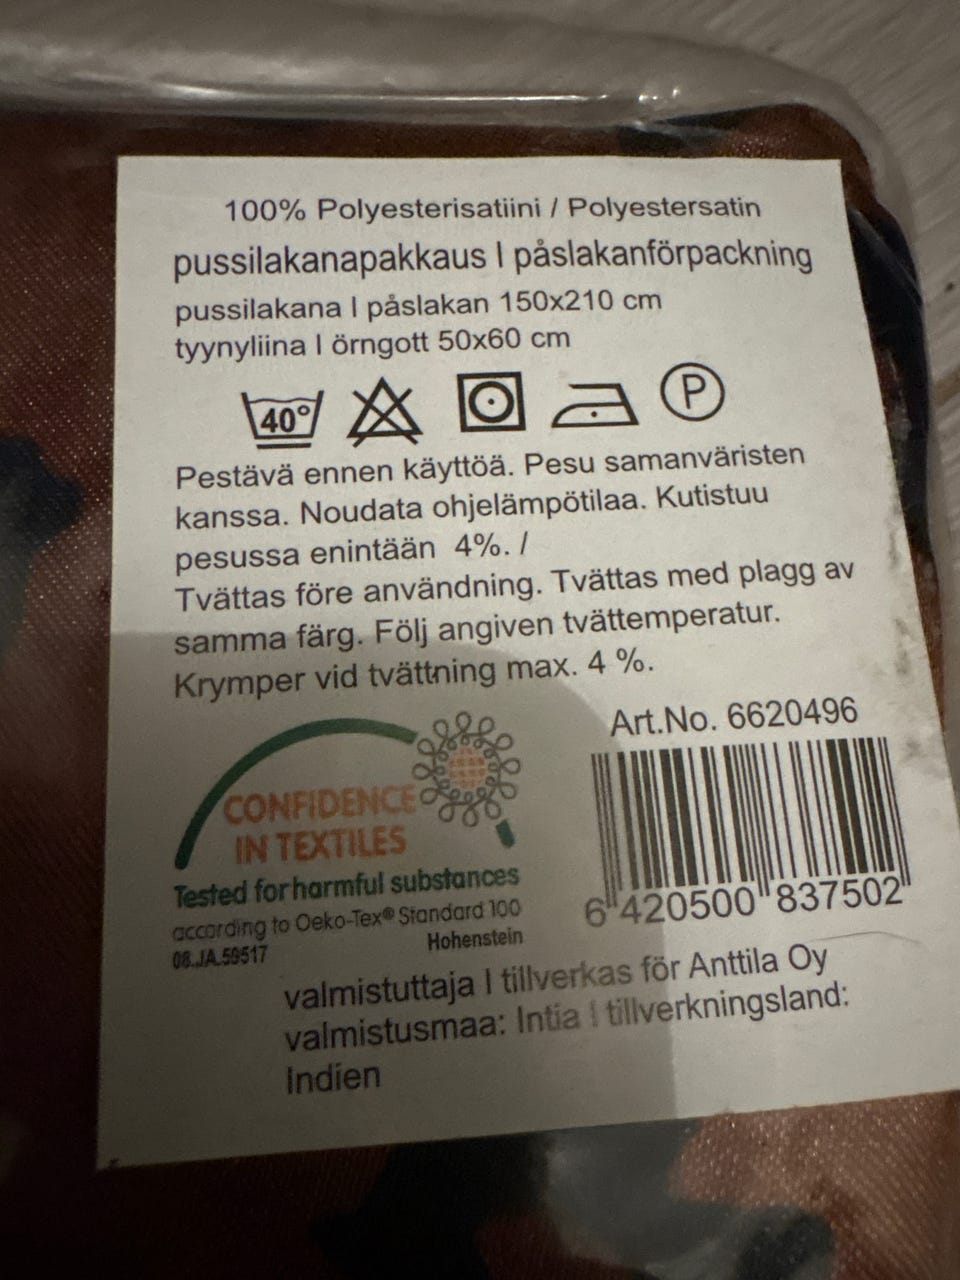 100% Polyesterisatiini / Polyestersatin
pussilakanapakkaus I påslakanförpackning
pussilakana I påslakan 150x210 cm
tyynyliina I örngott 50x60 cm
40° P
Pestävä ennen käyttöä. Pesu samanväristen
kanssa. Noudata ohjelämpötilaa. Kutistuu
pesussa enintään 4%. /
Tvättas före användning. Tvättas med plagg av
samma färg. Följ angiven tvättemperatur.
Krymper vid tvättning max. 4 %.
Art.No. 6620496
CONFIDENCE
IN TEXTILES
Tested for harmful substances
according to Oeko-Tex® Standard 100
08.JA.59517 Hohenstein
6 420500 837502
valmistuttaja I tillverkas för Anttila Oy
valmistusmaa: Intia I tillverkningsland:
Indien